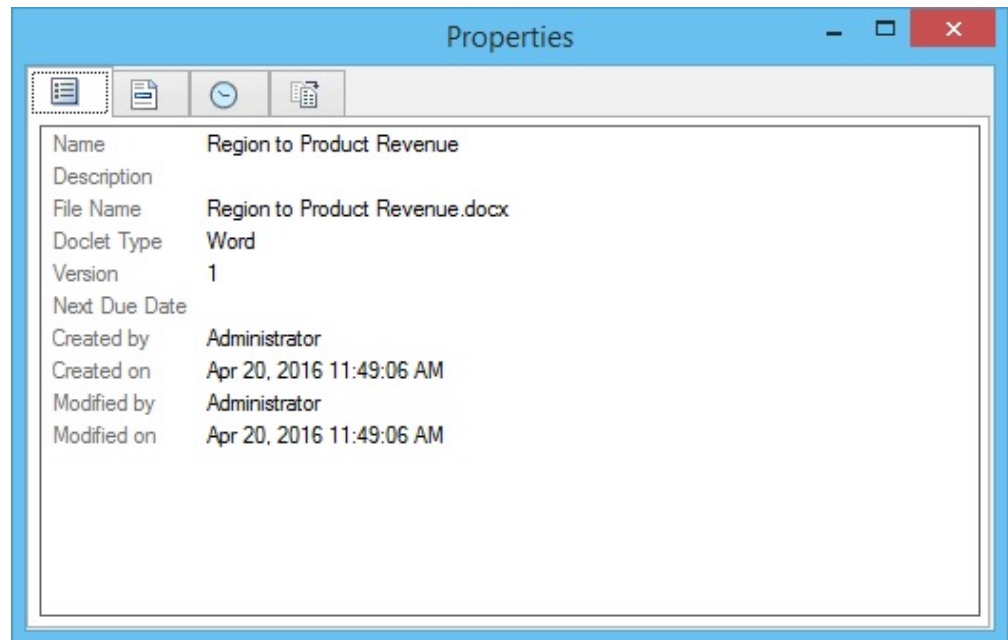 Properties
Name Region to Product Revenue
Description
File Name Region to Product Revenue.docx
Doclet Type Word
Version 1
Next Due Date
Created by Administrator
Created on Apr 20, 2016 11:49:06 AM
Modified by Administrator
Modified on Apr 20, 2016 11:49:06 AM